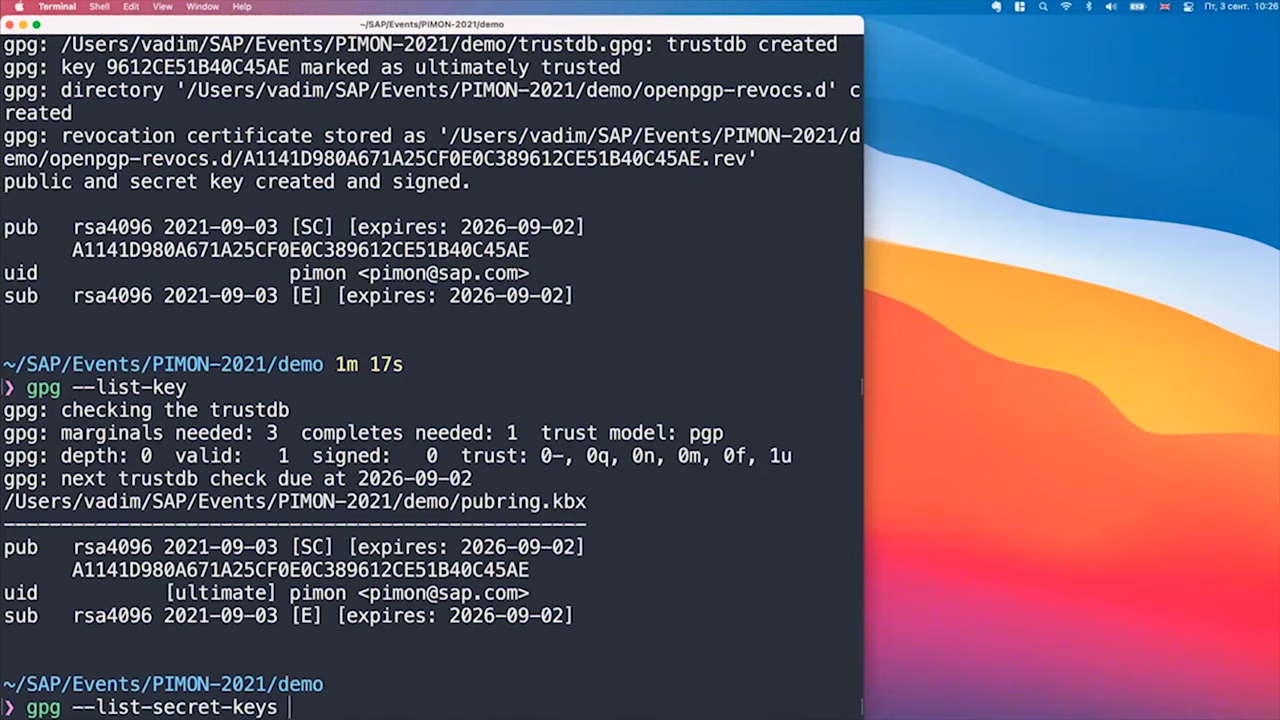 Terminal Shell Edit View Window Help Пт, 3 сент. 10:26
~/SAP/Events/PIMON-2021/demo
gpg: /Users/vadim/SAP/Events/PIMON-2021/demo/trustdb.gpg: trustdb created
gpg: key 9612CE51B40C45AE marked as ultimately trusted
gpg: directory '/Users/vadim/SAP/Events/PIMON-2021/demo/openpgp-revocs.d' c
reated
gpg: revocation certificate stored as '/Users/vadim/SAP/Events/PIMON-2021/d
emo/openpgp-revocs.d/A1141D980A671A25CF0E0C389612CE51B40C45AE.rev'
public and secret key created and signed.
pub rsa4096 2021-09-03 [SC] [expires: 2026-09-02]
A1141D980A671A25CF0E0C389612CE51B40C45AE
uid pimon <pimon@sap.com>
sub rsa4096 2021-09-03 [E] [expires: 2026-09-02]
~/SAP/Events/PIMON-2021/demo 1m 17s
❯ gpg --list-key
gpg: checking the trustdb
gpg: marginals needed: 3 completes needed: 1 trust model: pgp
gpg: depth: 0 valid: 1 signed: 0 trust: 0-, 0q, 0n, 0m, 0f, 1u
gpg: next trustdb check due at 2026-09-02
/Users/vadim/SAP/Events/PIMON-2021/demo/pubring.kbx
---------------------------------------------------
pub rsa4096 2021-09-03 [SC] [expires: 2026-09-02]
A1141D980A671A25CF0E0C389612CE51B40C45AE
uid [ultimate] pimon <pimon@sap.com>
sub rsa4096 2021-09-03 [E] [expires: 2026-09-02]
~/SAP/Events/PIMON-2021/demo
❯ gpg --list-secret-keys